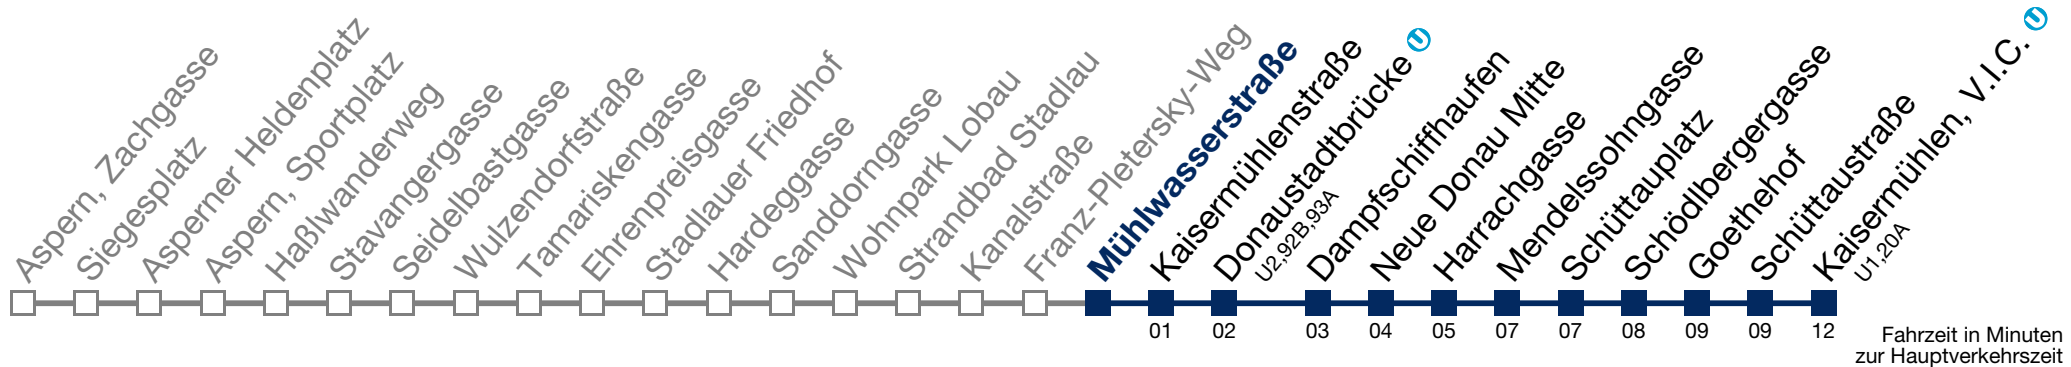 Aspern, Zachgasse
Siegesplatz
Asperner Heldenplatz
Aspern, Sportplatz
Haßlwanderweg
Stavangergasse
Seidelbastgasse
Wulzendorfstraße
Tamariskengasse
Ehrenpreisgasse
Stadlauer Friedhof
Hardeggasse
Sanddorngasse
Wohnpark Lobau
Strandbad Stadlau
Kanalstraße
Franz-Pletersky-Weg
Mühlwasserstraße
Kaisermühlenstraße
Donaustadtbrücke
U2,92B,93A
Dampfschiffhaufen
Neue Donau Mitte
Harrachgasse
Mendelssohngasse
Schüttauplatz
Schödlbergergasse
Goethehof
Schüttaustraße
Kaisermühlen, V.I.C.
U1,20A
01 02 03 04 05 07 07 08 09 09 12
Fahrzeit in Minuten
zur Hauptverkehrszeit